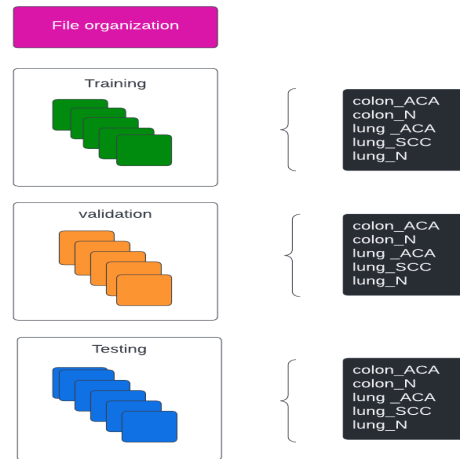 File organization
Training
colon_ACA
colon_N
lung _ACA
lung_SCC
lung_N
validation
colon_ACA
colon_N
lung _ACA
lung_SCC
lung_N
Testing
colon_ACA
colon_N
lung _ACA
lung_SCC
lung_N